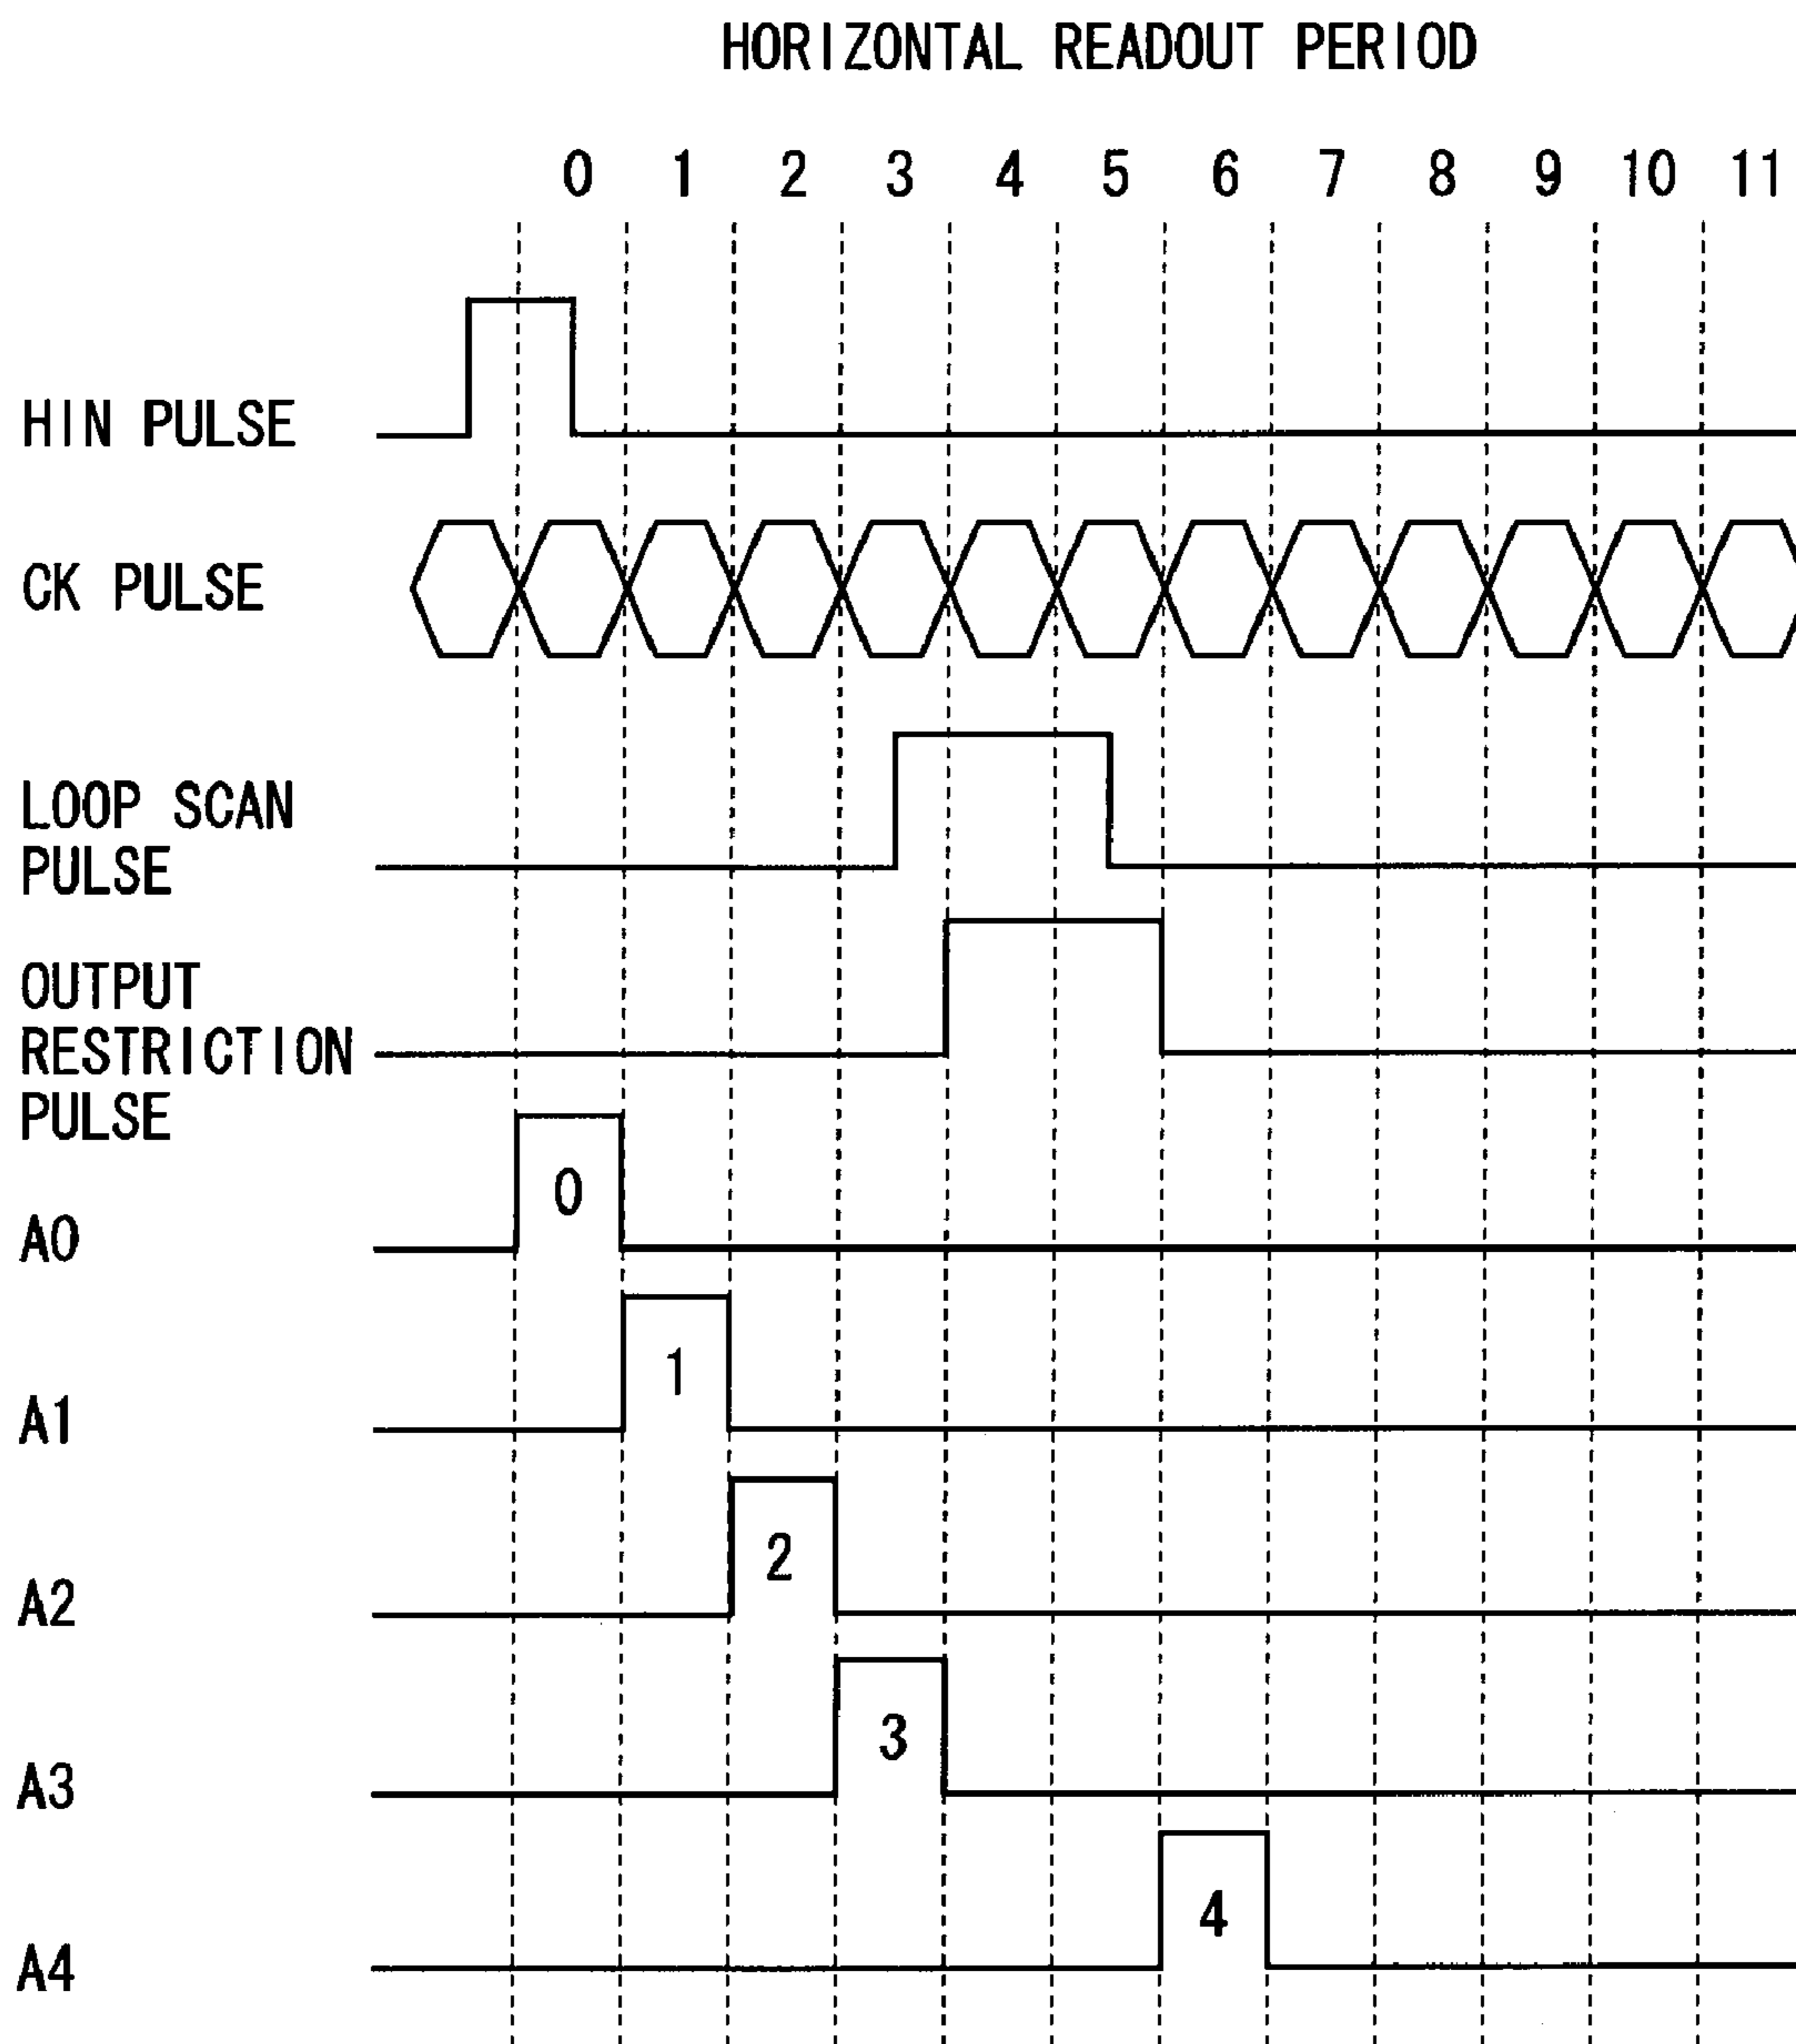 HORIZONTAL READOUT PERIOD
0 1 2 3 4 5 6 7 8 9 10 11
HIN PULSE
CK PULSE
LOOP SCAN
PULSE
OUTPUT
RESTRICTION
PULSE
0
A0
1
A1
2
A2
3
A3
4
A4